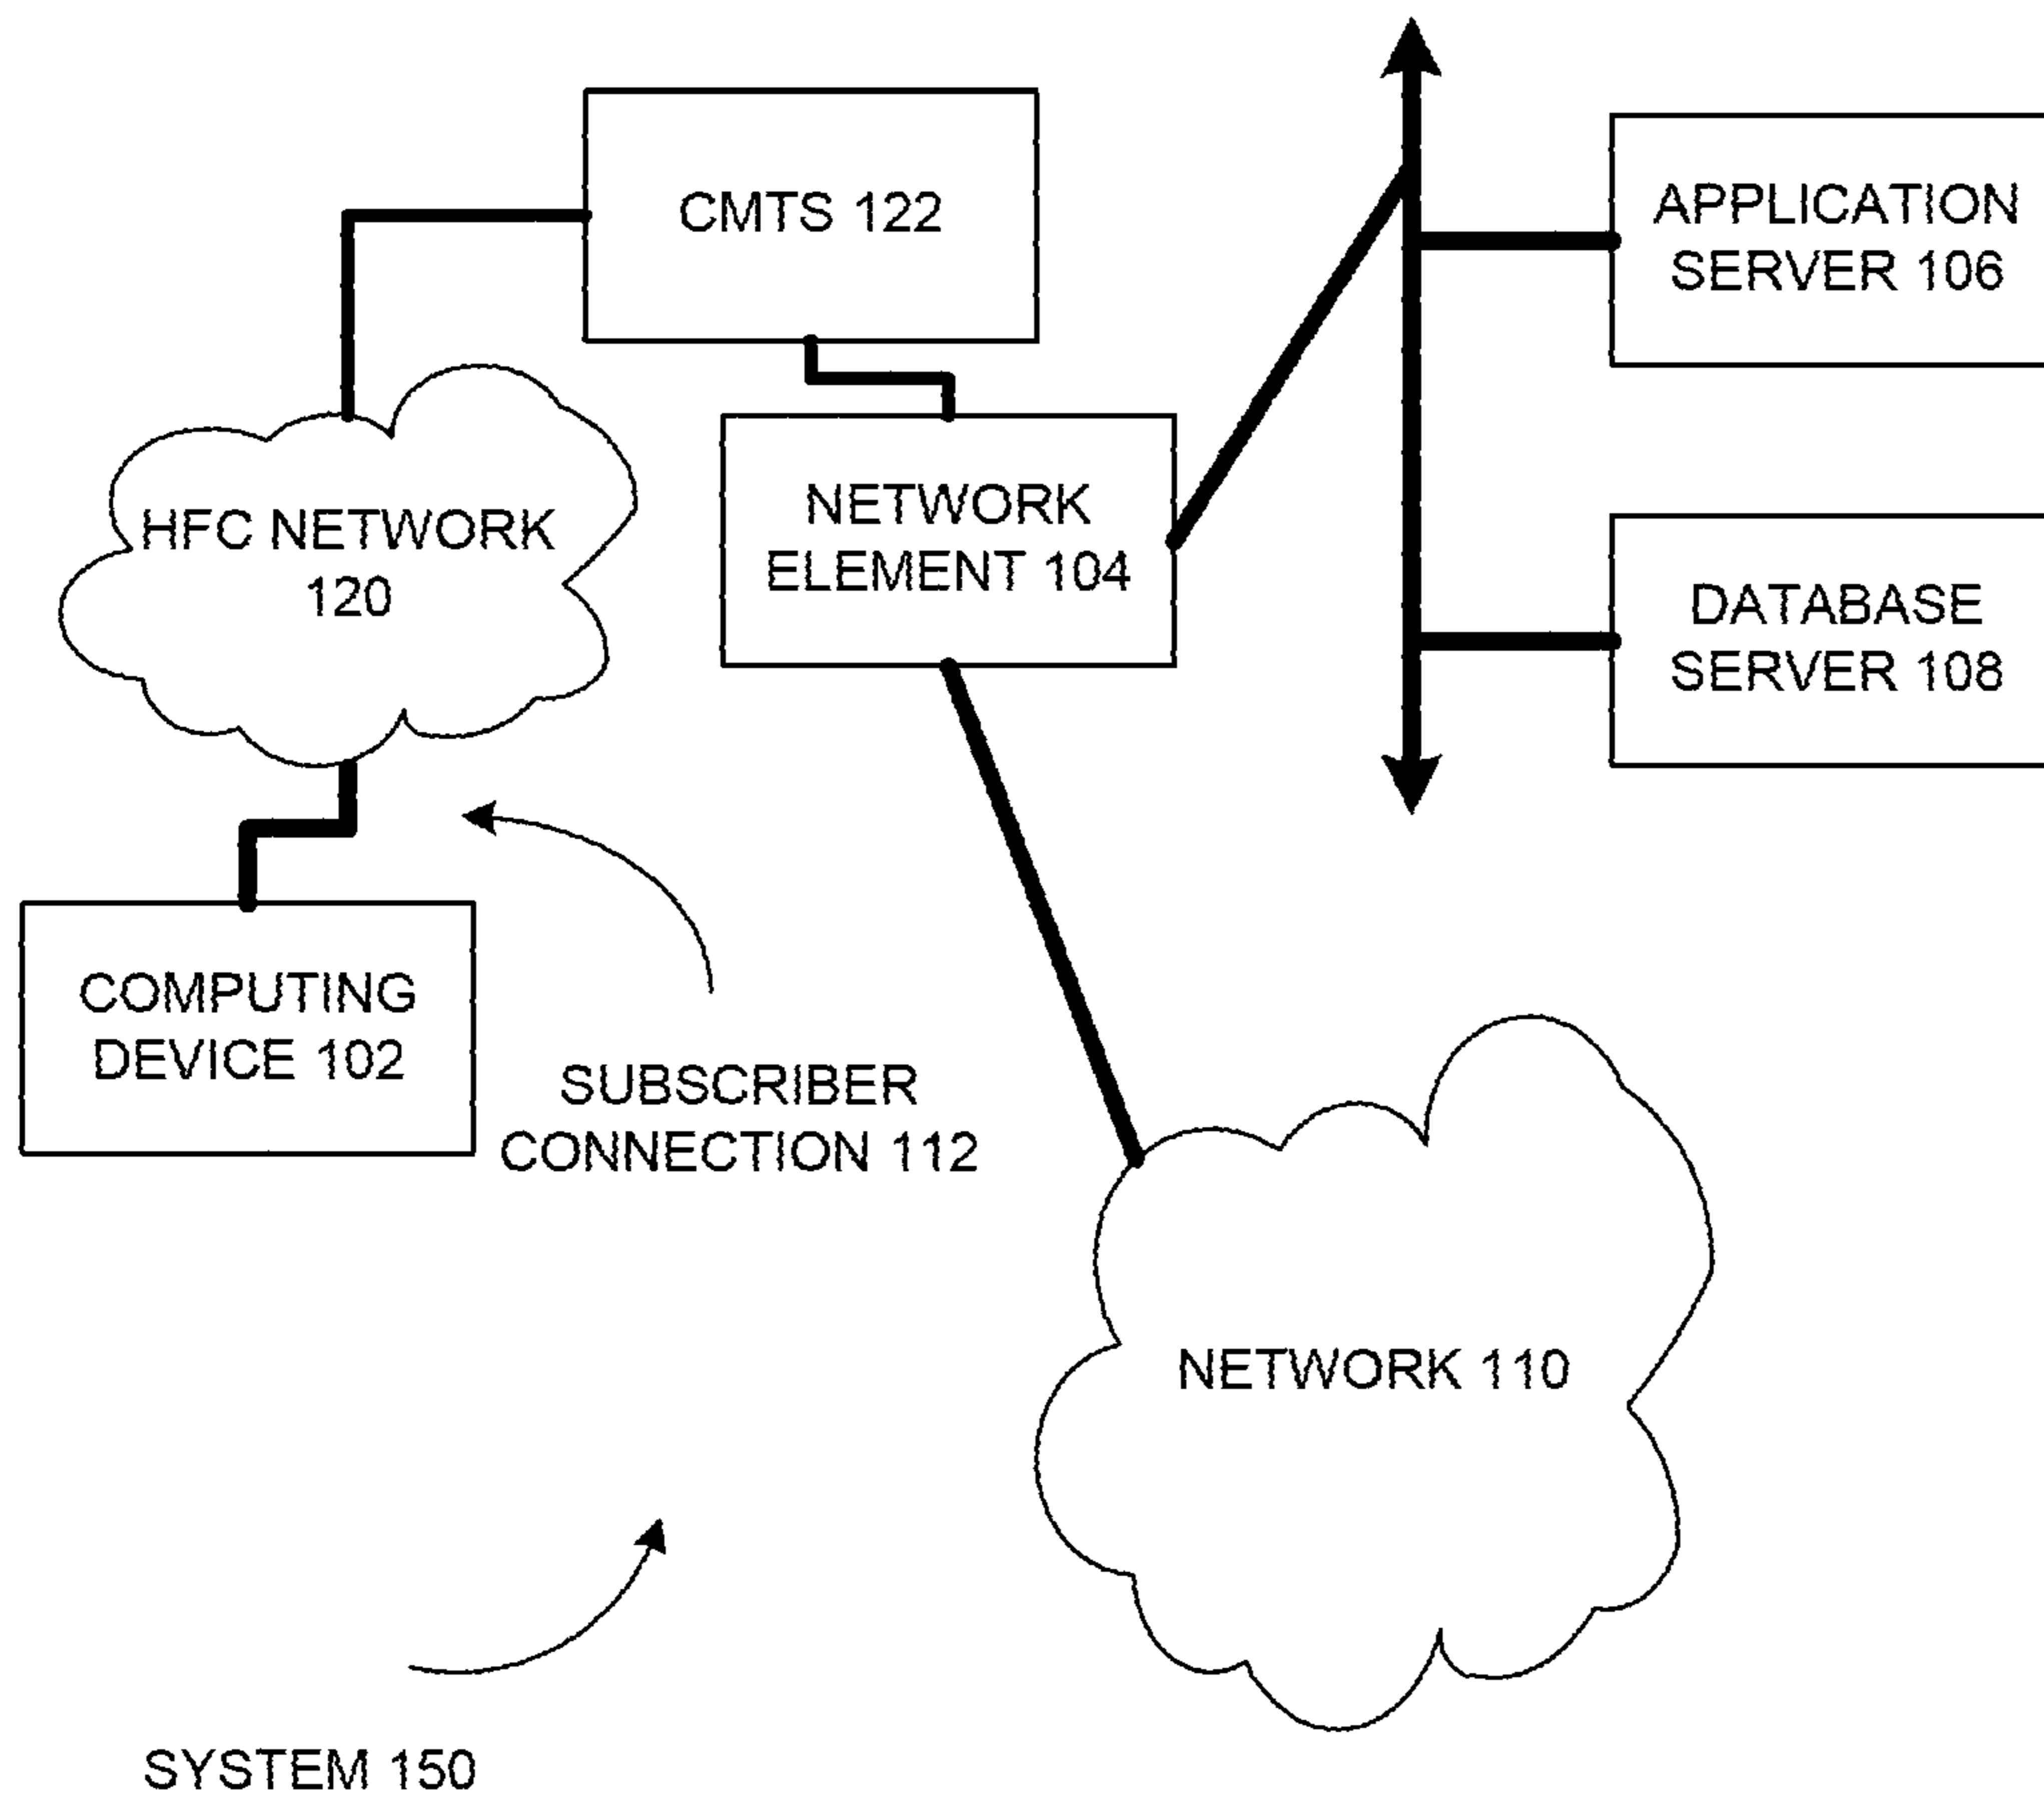 CMTS 122
APPLICATION
SERVER 106
HFC NETWORK
120
NETWORK
ELEMENT 104
DATABASE
SERVER 108
COMPUTING
DEVICE 102
SUBSCRIBER
CONNECTION 112
NETWORK 110
SYSTEM 150